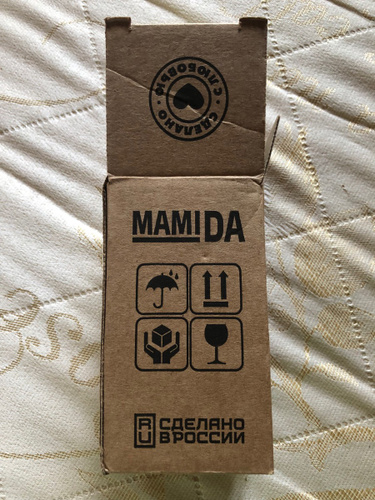 СДЕЛАНО
С ЛЮБОВЬЮ
MAMIDA
RU
СДЕЛАНО
В РОССИИ